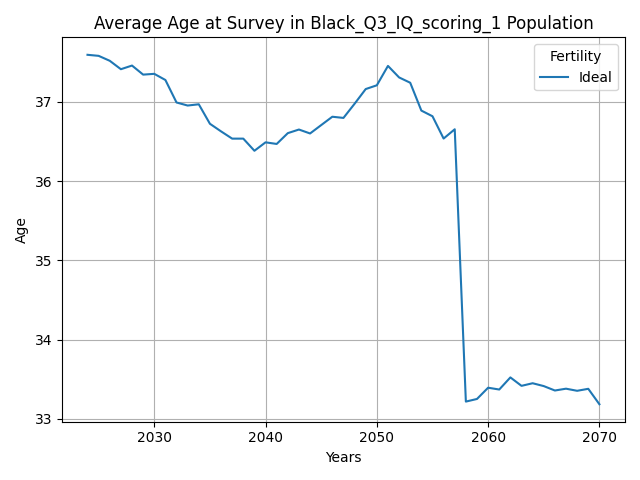 Average Age at Survey in Black_Q3_IQ_scoring_1 Population
Fertility
Ideal
37
36
35
34
33
Age
2030 2040 2050 2060 2070
Years